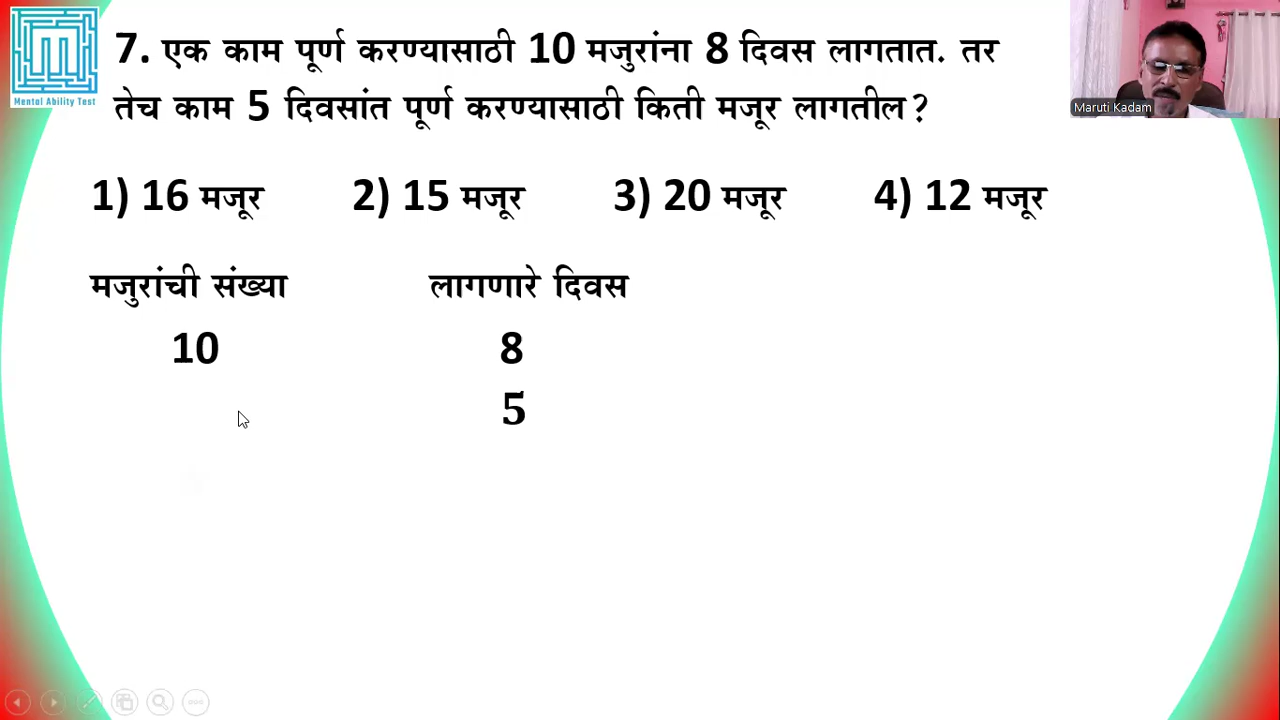 Mental Ability Test
7. एक काम पूर्ण करण्यासाठी 10 मजुरांना 8 दिवस लागतात. तर
तेच काम 5 दिवसांत पूर्ण करण्यासाठी किती मजूर लागतील?
Maruti Kadam
1) 16 मजूर 2) 15 मजूर 3) 20 मजूर 4) 12 मजूर
मजुरांची संख्या लागणारे दिवस
10 8
5